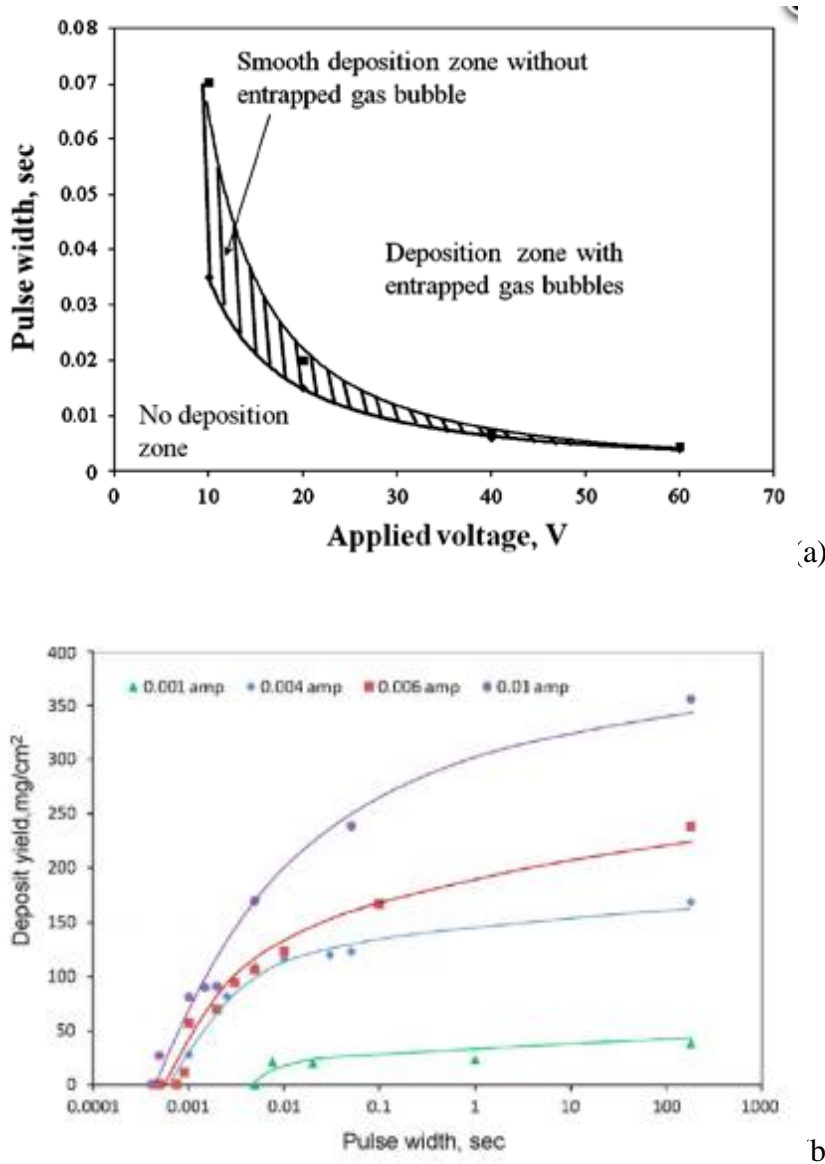 0.08
0.07
0.06
0.05
0.04
0.03
0.02
0.01
0
Pulse width, sec
Smooth deposition zone without
entrapped gas bubble
Deposition zone with
entrapped gas bubbles
No deposition
zone
0 10 20 30 40 50 60 70
Applied voltage, V
(a)
400
350
300
250
200
150
100
50
0
Deposit yield,mg/cm²
0.001 amp 0.004 amp 0.006 amp 0.01 amp
0.0001 0.001 0.01 0.1 1 10 100 1000
Pulse width, sec
b